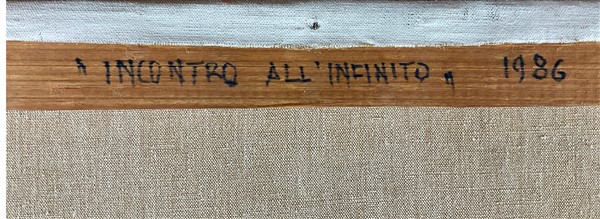 "INCONTRO ALL'INFINITO" 1986